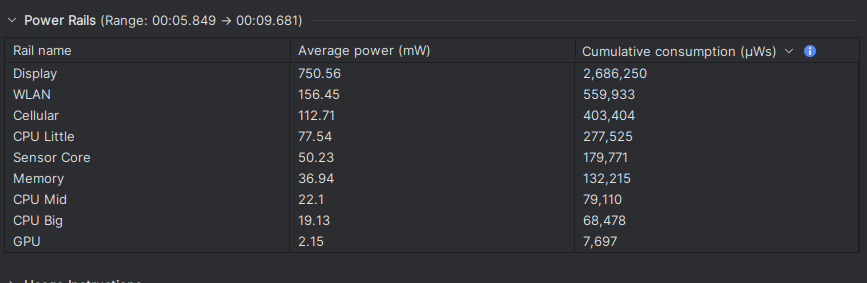 Power Rails (Range: 00:05.849 → 00:09.681)
Rail name Average power (mW) Cumulative consumption (µWs)
Display 750.56 2,686,250
WLAN 156.45 559,933
Cellular 112.71 403,404
CPU Little 77.54 277,525
Sensor Core 50.23 179,771
Memory 36.94 132,215
CPU Mid 22.1 79,110
CPU Big 19.13 68,478
GPU 2.15 7,697